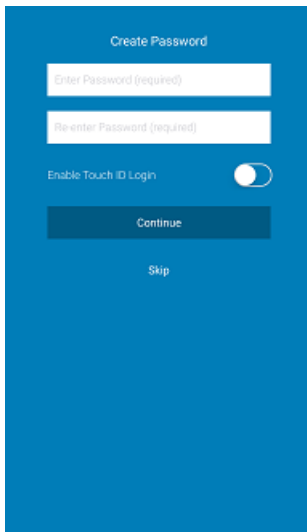 Create Password
Enter Password (required)
Re-enter Password (required)
Enable Touch ID Login
Continue
Skip